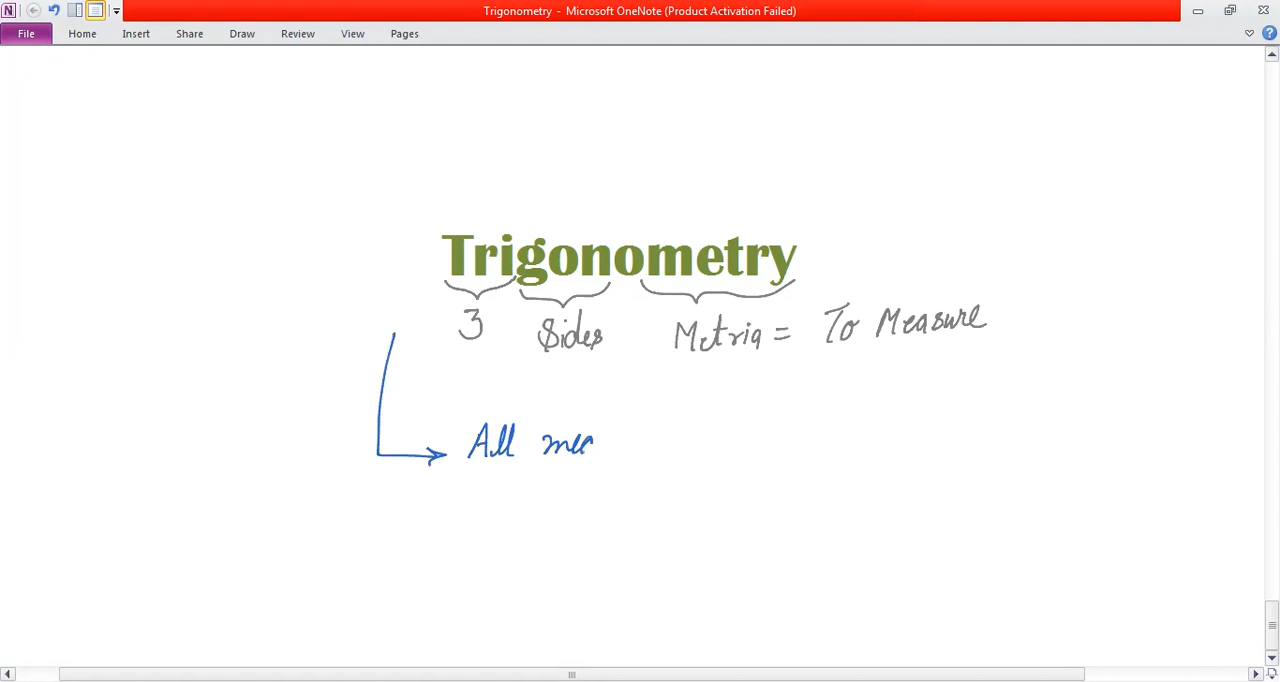 Trigonometry - Microsoft OneNote (Product Activation Failed)
File Home Insert Share Draw Review View Pages
Trigonometry
3 Sides Metria = To Measure
All mea